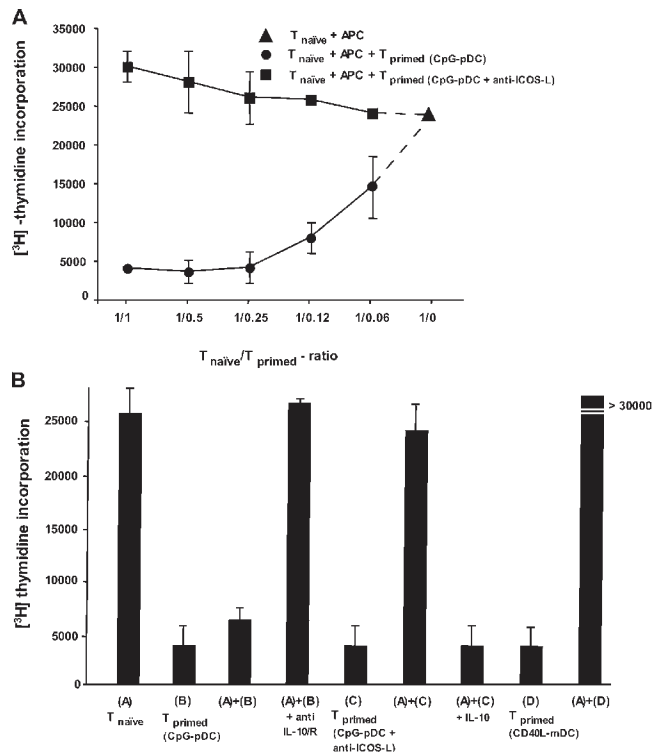 A
[³H] -thymidine incorporation
35000
30000
25000
20000
15000
10000
5000
0
T naïve + APC
T naïve + APC + T primed (CpG-pDC)
T naïve + APC + T primed (CpG-pDC + anti-ICOS-L)
1/1 1/0.5 1/0.25 1/0.12 1/0.06 1/0
T naïve/T primed - ratio
B
[³H] thymidine incorporation
25000
20000
15000
10000
5000
0
> 30000
(A) (B) (A)+(B) (A)+(B) (C) (A)+(C) (A)+(C) (D) (A)+(D)
T naïve T primed + anti T primed + IL-10 T primed
(CpG-pDC) IL-10/R (CpG-pDC + (CD40L-mDC)
anti-ICOS-L)